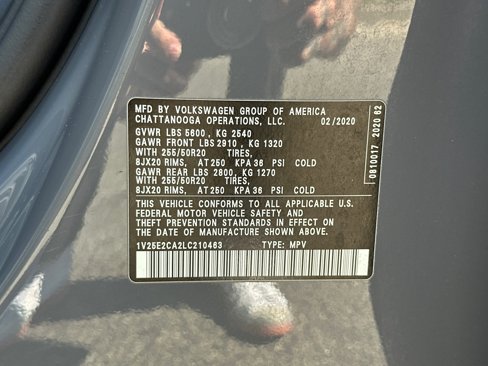 MFD BY VOLKSWAGEN GROUP OF AMERICA
CHATTANOOGA OPERATIONS, LLC. 02/2020
GVWR LBS 5600 , KG 2540
GAWR FRONT LBS 2910 , KG 1320
WITH 255/50R20 TIRES,
8JX20 RIMS, AT 250 KPA 36 PSI COLD
GAWR REAR LBS 2800, KG 1270
WITH 255/50R20 TIRES,
8JX20 RIMS, AT 250 KPA 36 PSI COLD
THIS VEHICLE CONFORMS TO ALL APPLICABLE U.S.
FEDERAL MOTOR VEHICLE SAFETY AND
THEFT PREVENTION STANDARDS IN EFFECT ON
THE DATE OF MANUFACTURE SHOWN ABOVE.
1V2SE2CA2LC210463 TYPE: MPV
0810017 2020 62